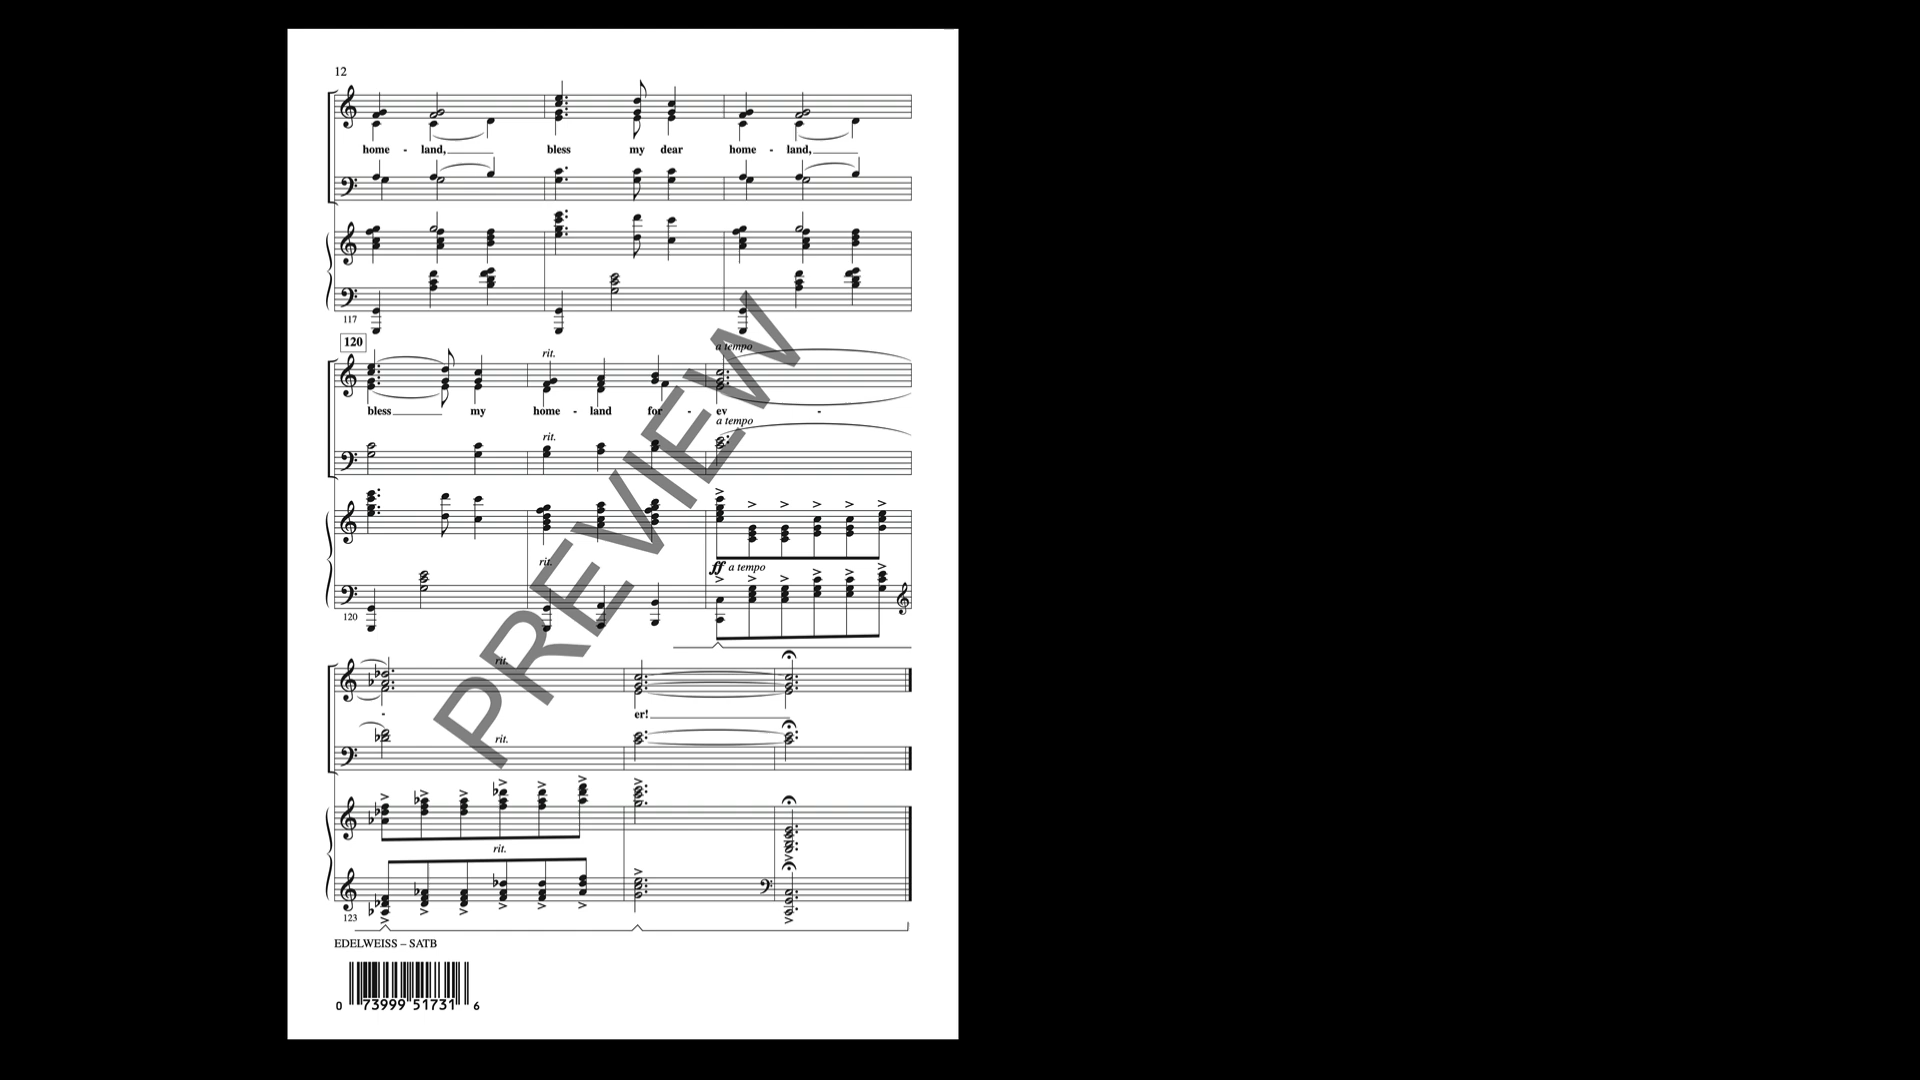 12
home - land, bless my dear home - land,
117
120
rit. a tempo
bless my home - land for - ev -
a tempo
rit.
rit.
ff a tempo
120
rit.
- er!
rit.
rit.
123
EDELWEISS – SATB
0 73999 51731 6
PREVIEW